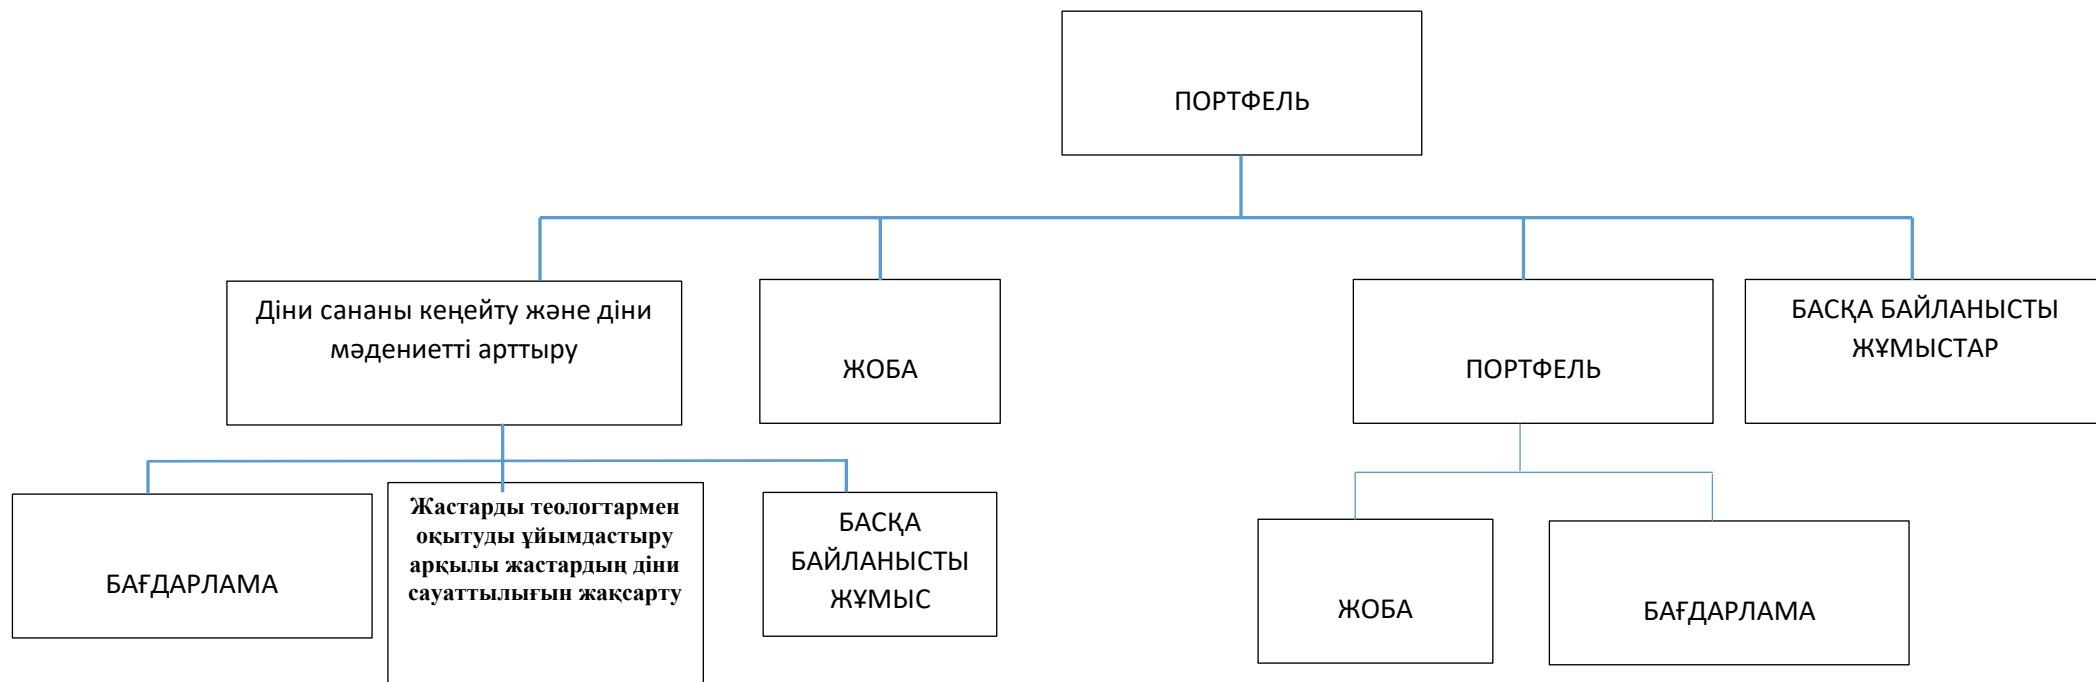 ПОРТФЕЛЬ
Діни сананы кеңейту және діни
мәдениетті арттыру
ЖОБА
ПОРТФЕЛЬ
БАСҚА БАЙЛАНЫСТЫ
ЖҰМЫСТАР
БАҒДАРЛАМА
Жастарды теологтармен
оқытуды ұйымдастыру
арқылы жастардың діни
сауаттылығын жақсарту
БАСҚА
БАЙЛАНЫСТЫ
ЖҰМЫС
ЖОБА
БАҒДАРЛАМА